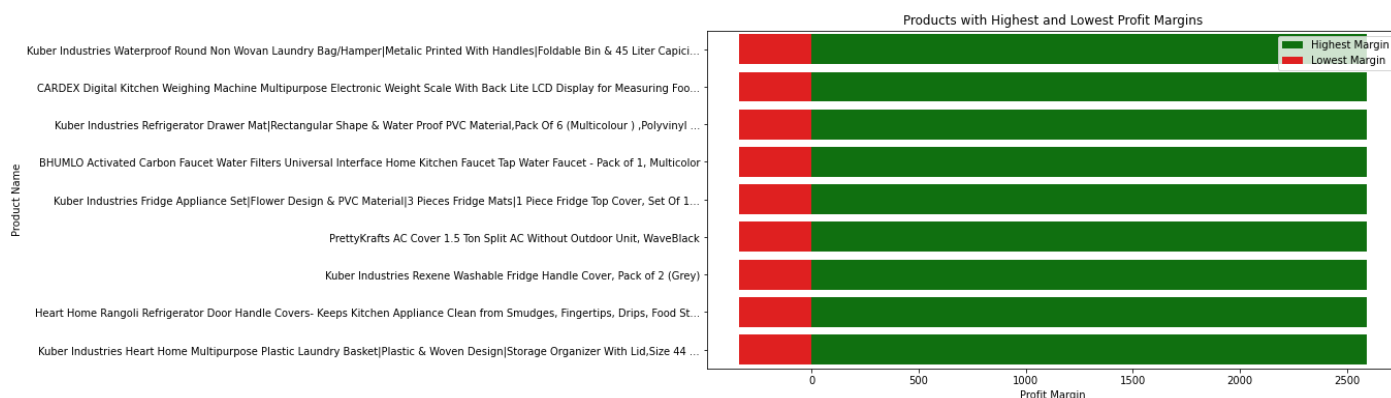 Products with Highest and Lowest Profit Margins
Highest Margin
Lowest Margin
Product Name
Kuber Industries Waterproof Round Non Wovan Laundry Bag/Hamper|Metalic Printed With Handles|Foldable Bin & 45 Liter Capici...
CARDEX Digital Kitchen Weighing Machine Multipurpose Electronic Weight Scale With Back Lite LCD Display for Measuring Foo...
Kuber Industries Refrigerator Drawer Mat|Rectangular Shape & Water Proof PVC Material,Pack Of 6 (Multicolour ) ,Polyvinyl ...
BHUMLO Activated Carbon Faucet Water Filters Universal Interface Home Kitchen Faucet Tap Water Faucet - Pack of 1, Multicolor
Kuber Industries Fridge Appliance Set|Flower Design & PVC Material|3 Pieces Fridge Mats|1 Piece Fridge Top Cover, Set Of 1...
PrettyKrafts AC Cover 1.5 Ton Split AC Without Outdoor Unit, WaveBlack
Kuber Industries Rexene Washable Fridge Handle Cover, Pack of 2 (Grey)
Heart Home Rangoli Refrigerator Door Handle Covers- Keeps Kitchen Appliance Clean from Smudges, Fingertips, Drips, Food St...
Kuber Industries Heart Home Multipurpose Plastic Laundry Basket|Plastic & Woven Design|Storage Organizer With Lid,Size 44 ...
0 500 1000 1500 2000 2500
Profit Margin